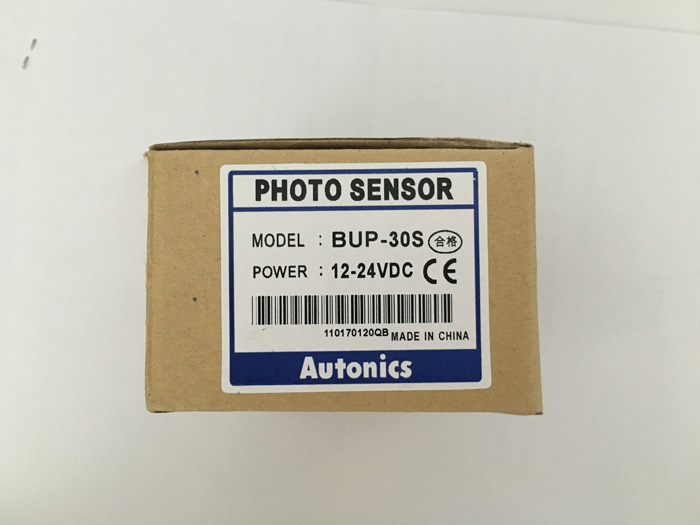 PHOTO SENSOR
MODEL : BUP-30S 合格
POWER : 12-24VDC CE
110170120QB MADE IN CHINA
Autonics